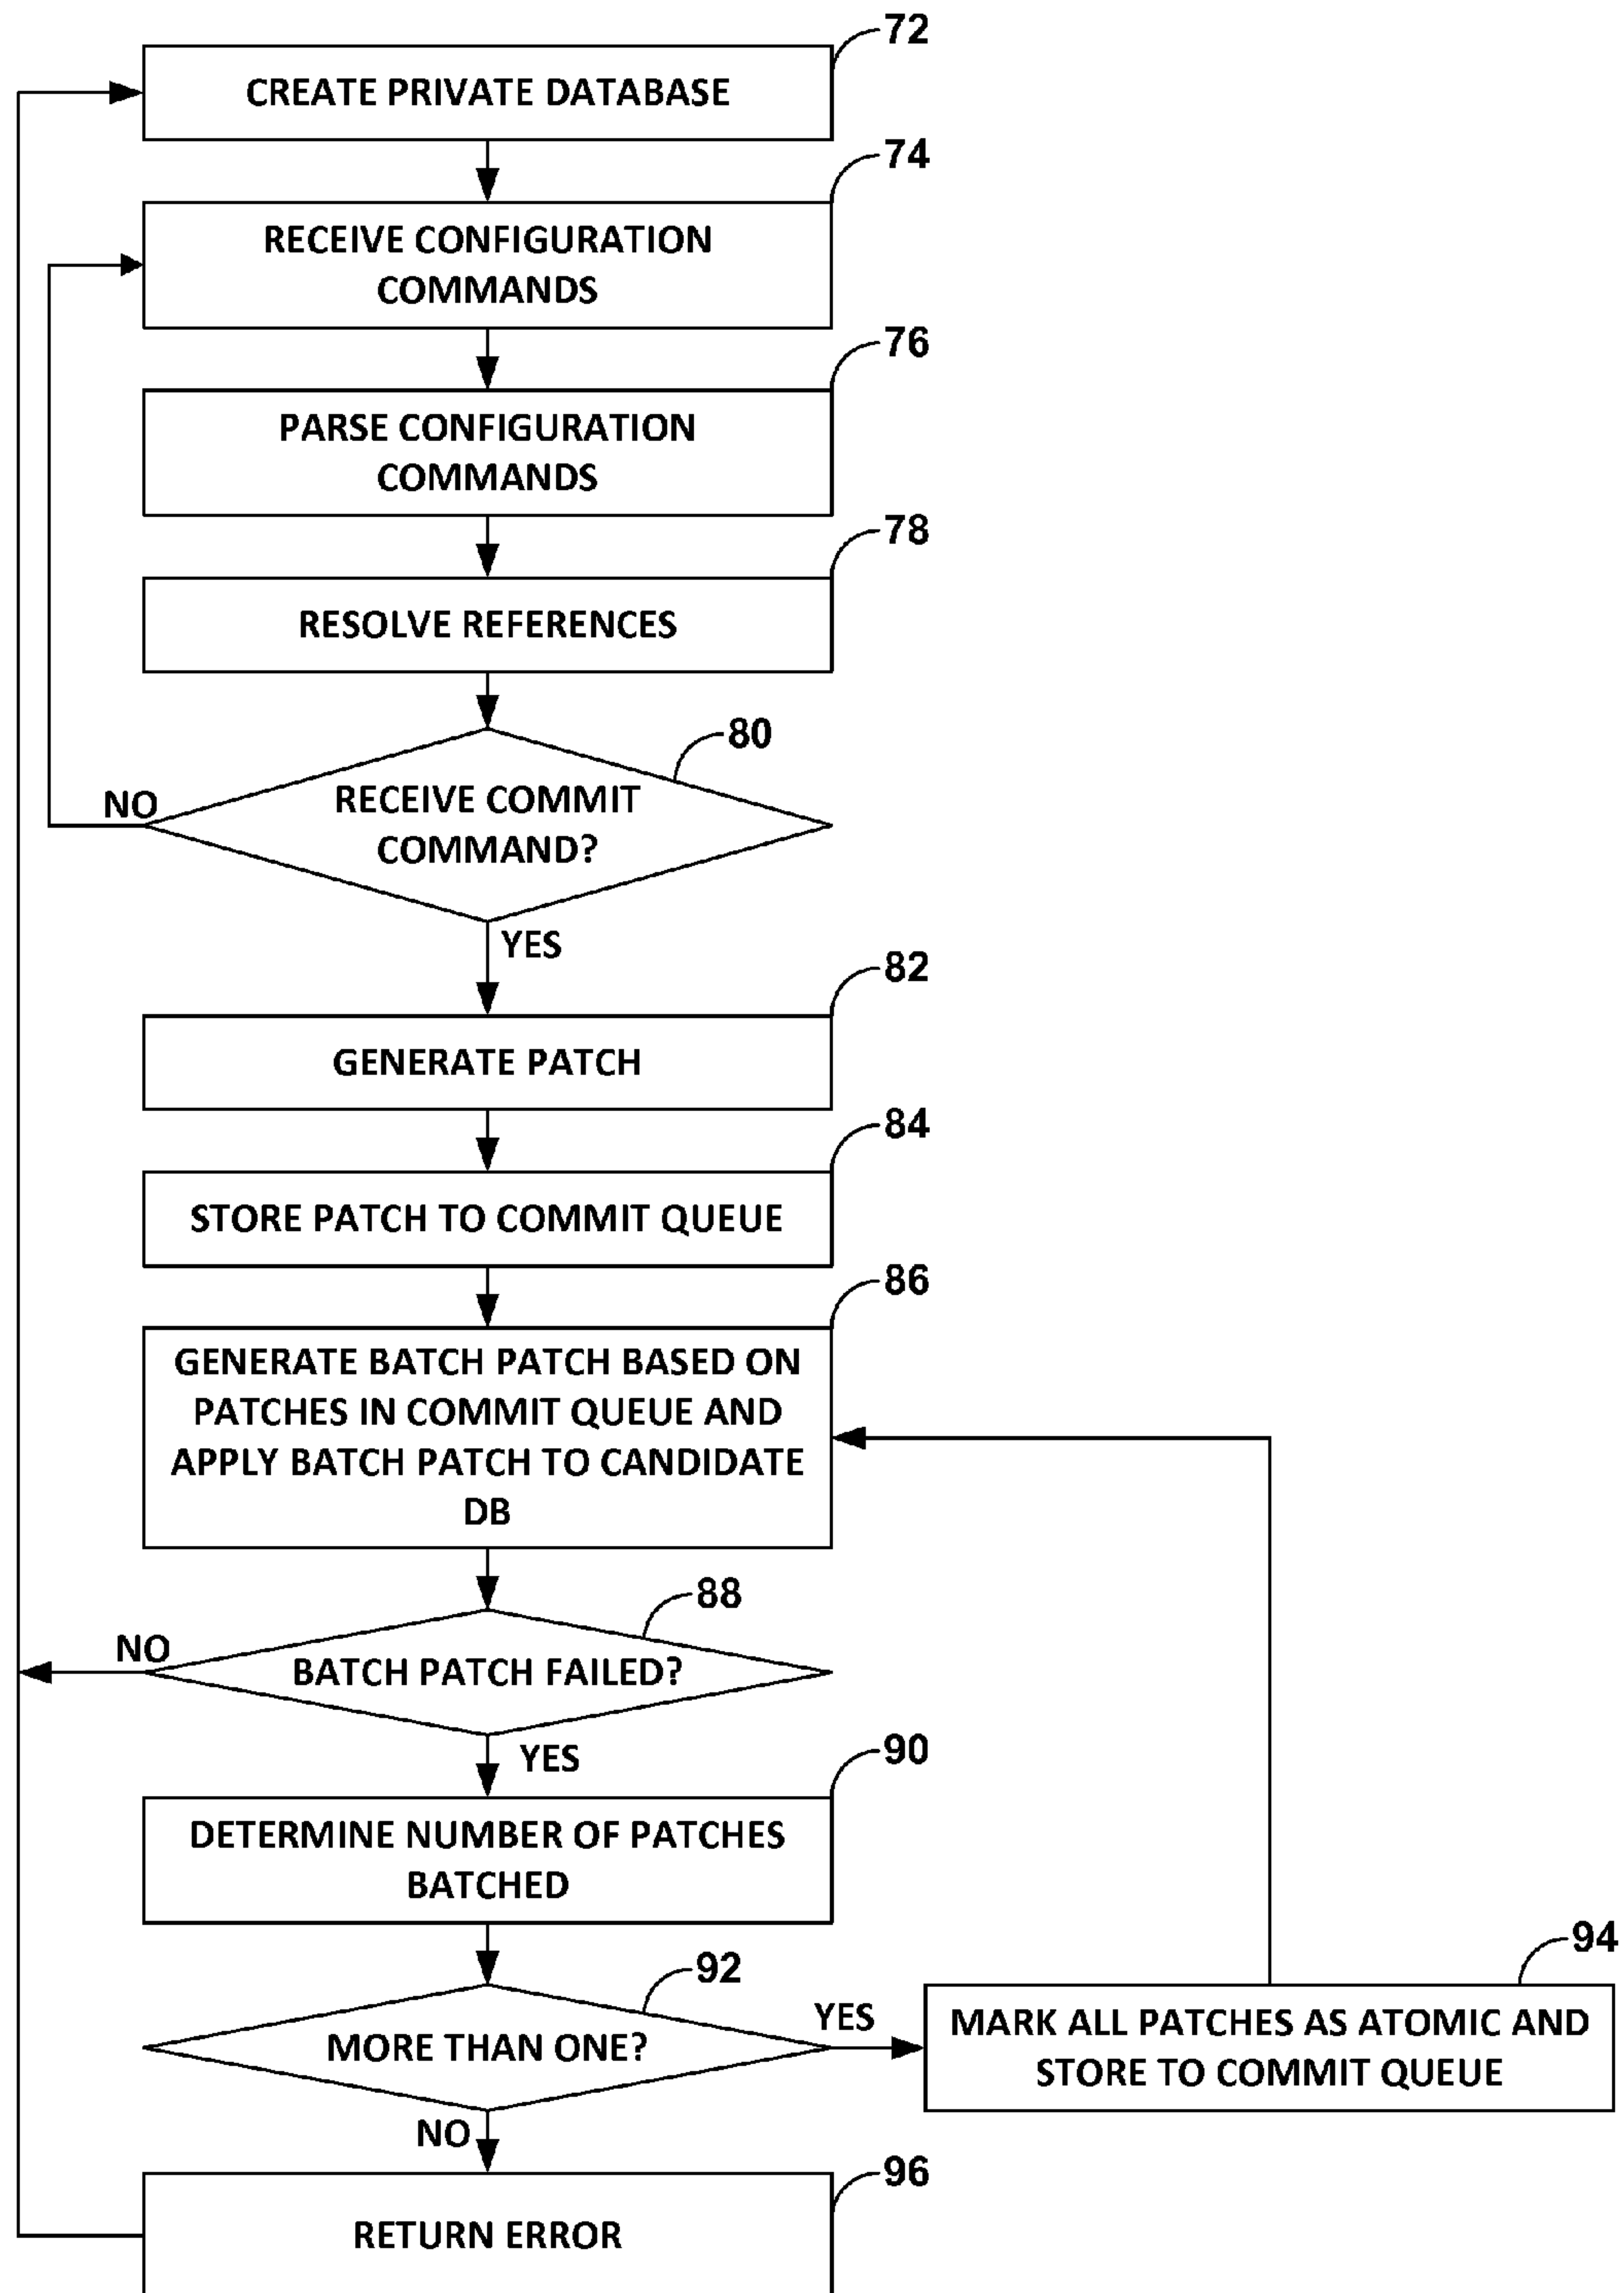 72
CREATE PRIVATE DATABASE
74
RECEIVE CONFIGURATION
COMMANDS
76
PARSE CONFIGURATION
COMMANDS
78
RESOLVE REFERENCES
80
RECEIVE COMMIT
COMMAND?
NO
YES
82
GENERATE PATCH
84
STORE PATCH TO COMMIT QUEUE
86
GENERATE BATCH PATCH BASED ON
PATCHES IN COMMIT QUEUE AND
APPLY BATCH PATCH TO CANDIDATE
DB
88
NO
BATCH PATCH FAILED?
YES
90
DETERMINE NUMBER OF PATCHES
BATCHED
92
MORE THAN ONE?
YES
94
MARK ALL PATCHES AS ATOMIC AND
STORE TO COMMIT QUEUE
NO
96
RETURN ERROR